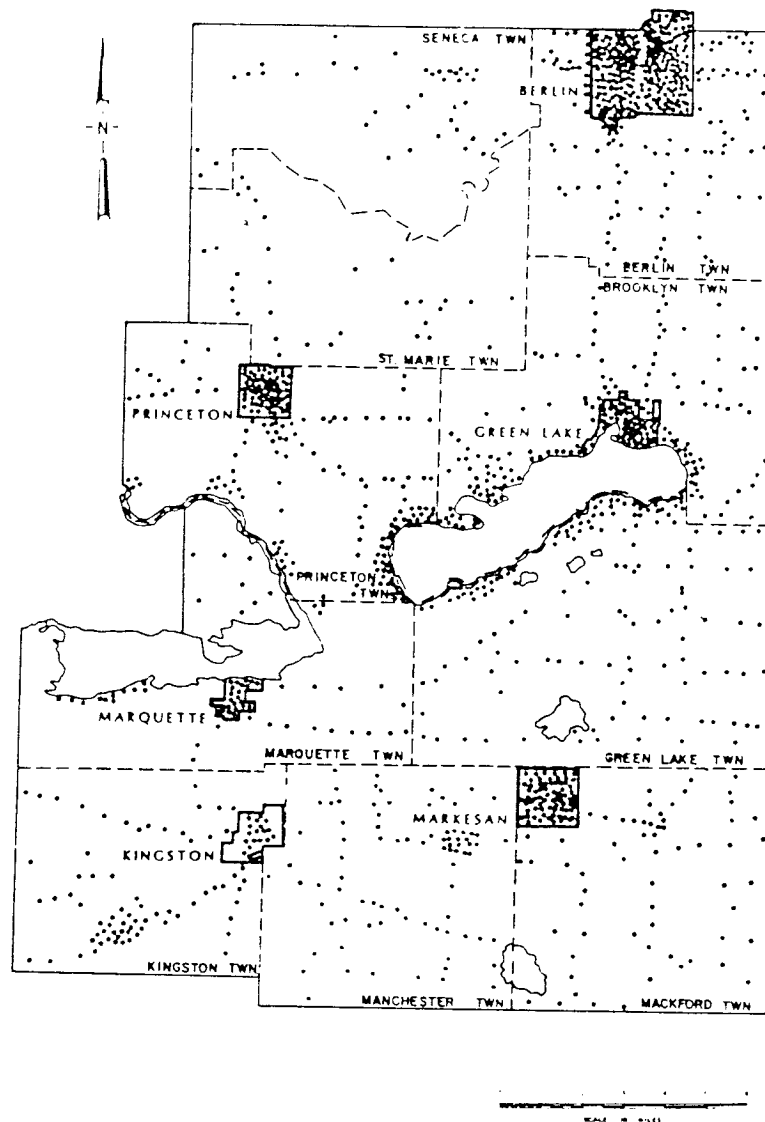 SENECA TWN
BERLIN
N
BERLIN TWN
BROOKLYN TWN
ST. MARIE TWN
PRINCETON
GREEN LAKE
PRINCETON
TWN
MARQUETTE
MARQUETTE TWN
GREEN LAKE TWN
MARKESAN
KINGSTON
KINGSTON TWN
MANCHESTER TWN
MACKFORD TWN